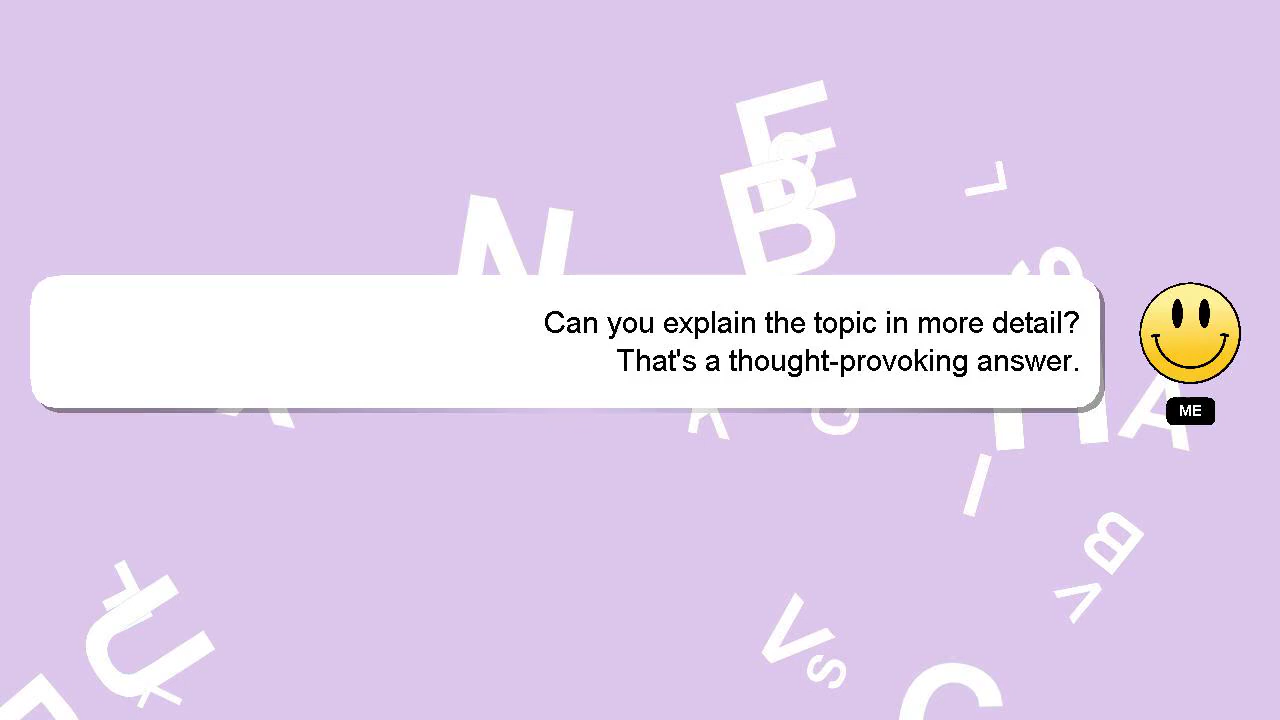 Can you explain the topic in more detail?
That's a thought-provoking answer.
ME
E
B
L
N
S
A
K
G
I
B
V
U
V
S
C